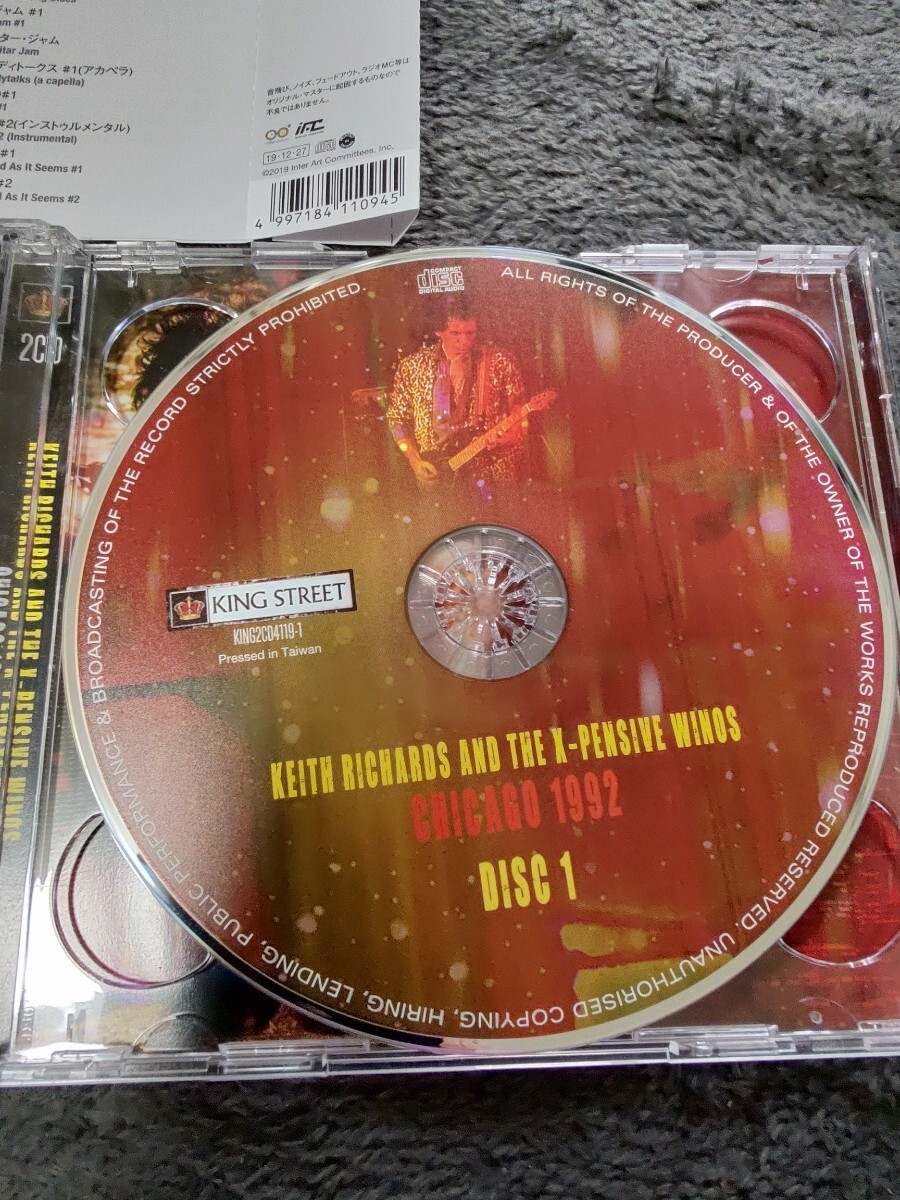 ャム #1
am #1
ター・ジャム
itar Jam
ディトークス #1(アカペラ)
dytalks (a capella)
#1
#1
#2(インストゥルメンタル)
2 (Instrumental)
#1
d As It Seems #1
#2
d As It Seems #2
音飛び、ノイズ、フェードアウト、ラジオMC等は
オリジナル・マスターに起因するものなので
不良ではありません。
19・12・27
©2019 Inter Art Committees, Inc.
4 997184 110945
2CD
KEITH RICHARDS AND THE X-PENSIVE WINOS
COMPACT
disc
DIGITAL AUDIO
ALL RIGHTS OF THE PRODUCER & OF THE OWNER OF THE WORKS REPRODUCED RESERVED. UNAUTHORISED COPYING, HIRING, LENDING, PUBLIC PERFORMANCE & BROADCASTING OF THE RECORD STRICTLY PROHIBITED.
KING STREET
KING2CD4119-1
Pressed in Taiwan
KEITH RICHARDS AND THE X-PENSIVE WINOS
CHICAGO 1992
DISC 1